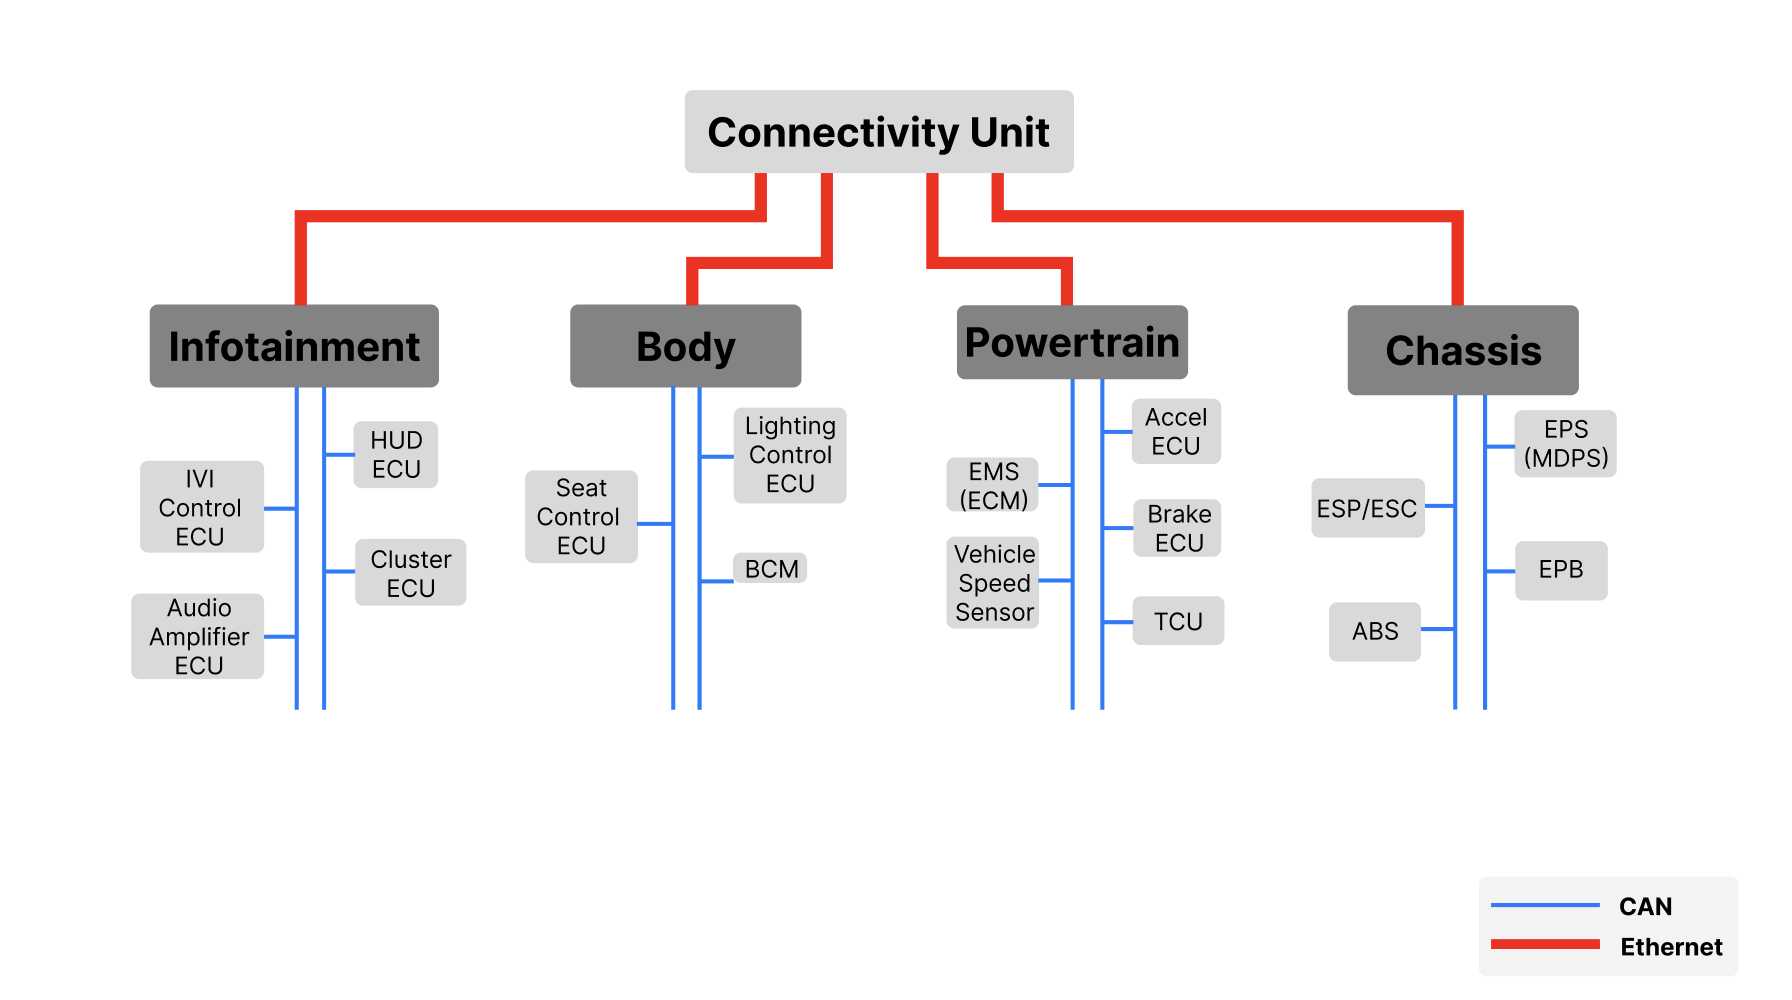 Connectivity Unit
Infotainment
Body
Powertrain
Chassis
HUD
ECU
IVI
Control
ECU
Cluster
ECU
Audio
Amplifier
ECU
Lighting
Control
ECU
Seat
Control
ECU
BCM
Accel
ECU
EMS
(ECM)
Brake
ECU
Vehicle
Speed
Sensor
TCU
EPS
(MDPS)
ESP/ESC
EPB
ABS
CAN
Ethernet